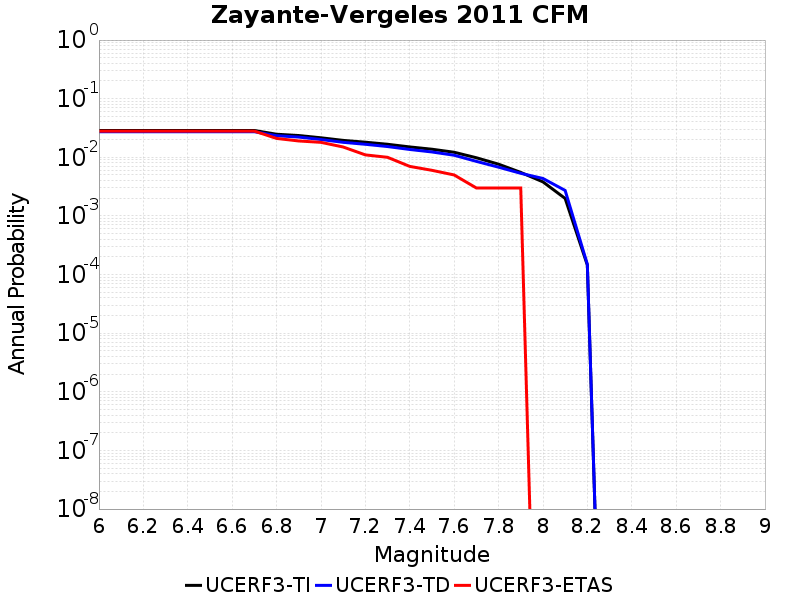 Zayante-Vergeles 2011 CFM
Annual Probability
10^0
10^-1
10^-2
10^-3
10^-4
10^-5
10^-6
10^-7
10^-8
6 6.2 6.4 6.6 6.8 7 7.2 7.4 7.6 7.8 8 8.2 8.4 8.6 8.8 9
Magnitude
UCERF3-TI UCERF3-TD UCERF3-ETAS